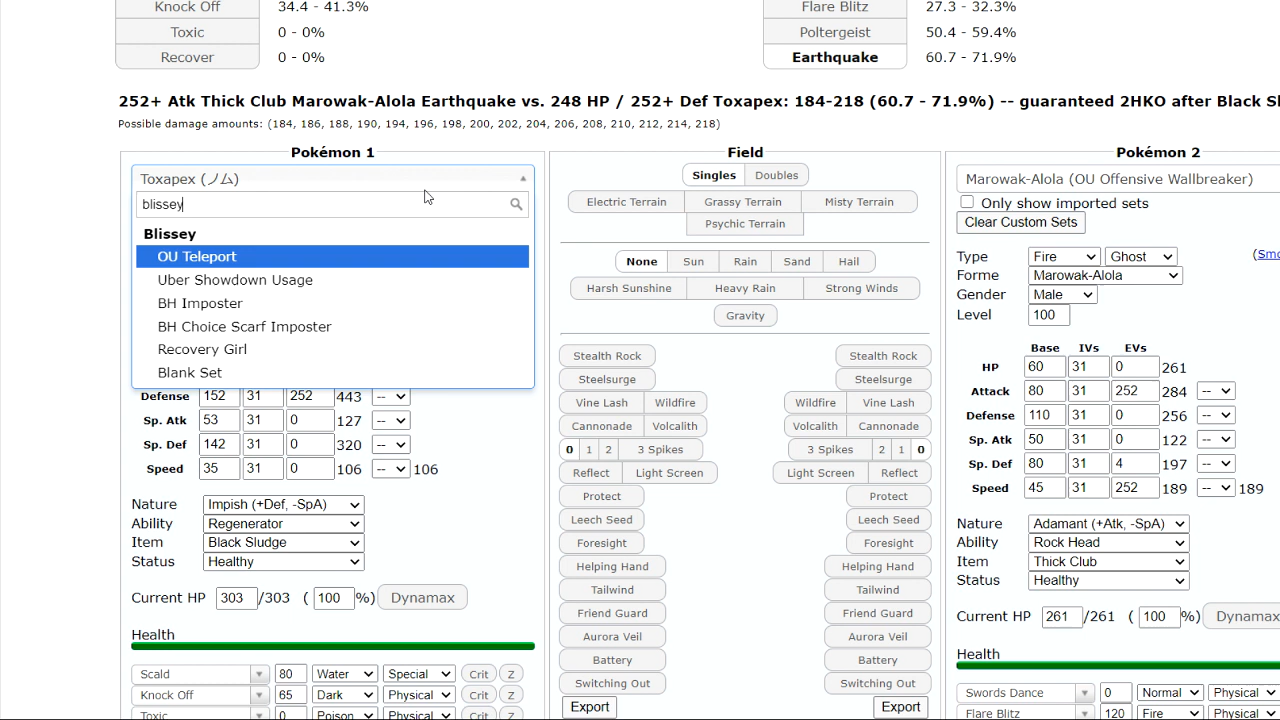 Knock Off 34.4 - 41.3% Flare Blitz 27.3 - 32.3%
Toxic 0 - 0% Poltergeist 50.4 - 59.4%
Recover 0 - 0% Earthquake 60.7 - 71.9%
252+ Atk Thick Club Marowak-Alola Earthquake vs. 248 HP / 252+ Def Toxapex: 184-218 (60.7 - 71.9%) -- guaranteed 2HKO after Black Sl
Possible damage amounts: (184, 186, 188, 190, 194, 196, 198, 200, 202, 204, 206, 208, 210, 212, 214, 218)
Pokémon 1
Toxapex (ノム)
blissey
Blissey
OU Teleport
Uber Showdown Usage
BH Imposter
BH Choice Scarf Imposter
Recovery Girl
Blank Set
Defense 152 31 252 443 --
Sp. Atk 53 31 0 127 --
Sp. Def 142 31 0 320 --
Speed 35 31 0 106 -- 106
Nature Impish (+Def, -SpA)
Ability Regenerator
Item Black Sludge
Status Healthy
Current HP 303 /303 ( 100 %) Dynamax
Health
Scald 80 Water Special Crit Z
Knock Off 65 Dark Physical Crit Z
Toxic 0 Poison Physical Crit Z
Field
Singles Doubles
Electric Terrain Grassy Terrain Misty Terrain
Psychic Terrain
None Sun Rain Sand Hail
Harsh Sunshine Heavy Rain Strong Winds
Gravity
Stealth Rock Stealth Rock
Steelsurge Steelsurge
Vine Lash Wildfire Wildfire Vine Lash
Cannonade Volcalith Volcalith Cannonade
0 1 2 3 Spikes 3 Spikes 2 1 0
Reflect Light Screen Light Screen Reflect
Protect Protect
Leech Seed Leech Seed
Foresight Foresight
Helping Hand Helping Hand
Tailwind Tailwind
Friend Guard Friend Guard
Aurora Veil Aurora Veil
Battery Battery
Switching Out Switching Out
Export Export
Pokémon 2
Marowak-Alola (OU Offensive Wallbreaker)
Only show imported sets
Clear Custom Sets
Type Fire Ghost (Smo
Forme Marowak-Alola
Gender Male
Level 100
Base IVs EVs
HP 60 31 0 261
Attack 80 31 252 284 --
Defense 110 31 0 256 --
Sp. Atk 50 31 0 122 --
Sp. Def 80 31 4 197 --
Speed 45 31 252 189 -- 189
Nature Adamant (+Atk, -SpA)
Ability Rock Head
Item Thick Club
Status Healthy
Current HP 261 /261 ( 100 %) Dynamax
Health
Swords Dance 0 Normal Physical
Flare Blitz 120 Fire Physical